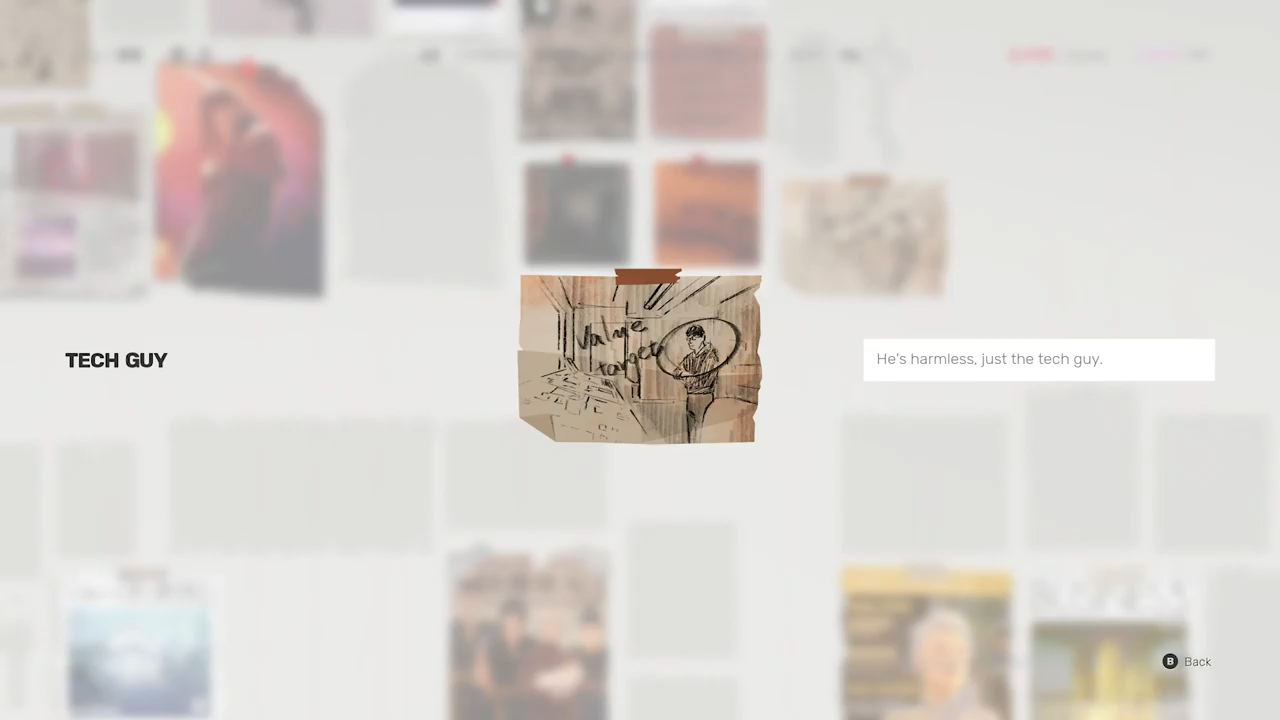 TECH GUY
Value
target
He's harmless, just the tech guy.
B Back